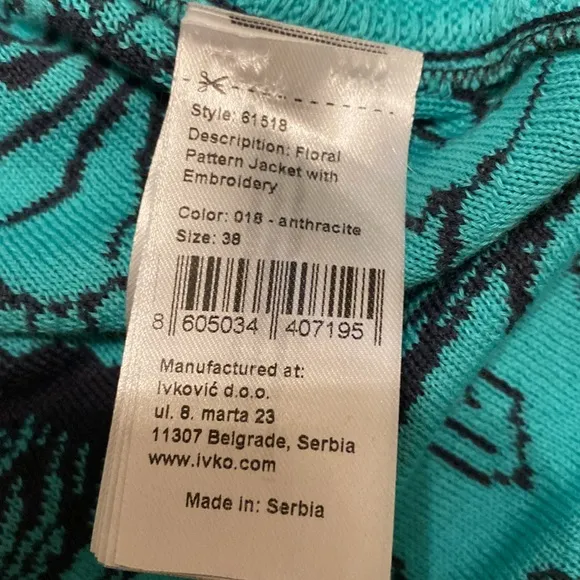 Style: 61518
Descripition: Floral
Pattern Jacket with
Embroidery
Color: 018 - anthracite
Size: 38
8 605034 407195
Manufactured at:
Ivković d.o.o.
ul. 8. marta 23
11307 Belgrade, Serbia
www.ivko.com
Made in: Serbia